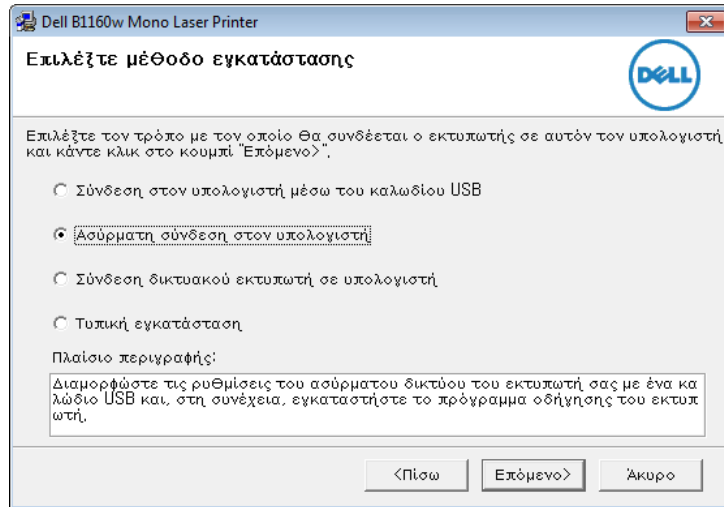 Dell B1160w Mono Laser Printer
Επιλέξτε μέθοδο εγκατάστασης
DELL
Επιλέξτε τον τρόπο με τον οποίο θα συνδέεται ο εκτυπωτής σε αυτόν τον υπολογιστή
και κάντε κλικ στο κουμπί "Επόμενο>".
Σύνδεση στον υπολογιστή μέσω του καλωδίου USB
Ασύρματη σύνδεση στον υπολογιστή
Σύνδεση δικτυακού εκτυπωτή σε υπολογιστή
Τυπική εγκατάσταση
Πλαίσιο περιγραφής:
Διαμορφώστε τις ρυθμίσεις του ασύρματου δικτύου του εκτυπωτή σας με ένα κα
λώδιο USB και, στη συνέχεια, εγκαταστήστε το πρόγραμμα οδήγησης του εκτυπ
ωτή.
<Πίσω
Επόμενο>
Άκυρο